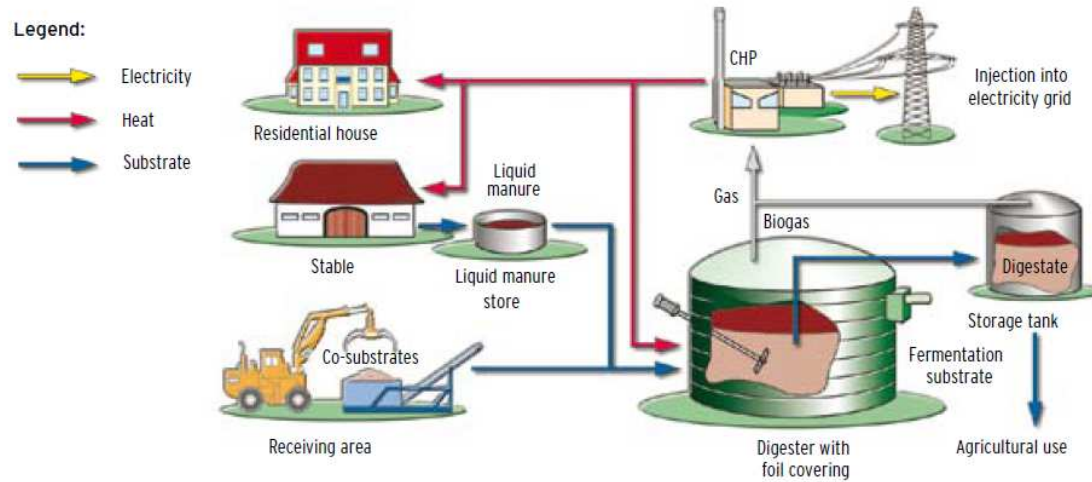 Legend:
Electricity
Heat
Substrate
Residential house
CHP
Injection into
electricity grid
Liquid
manure
Stable
Liquid manure
store
Gas
Biogas
Digestate
Storage tank
Co-substrates
Receiving area
Fermentation
substrate
Digester with
foil covering
Agricultural use